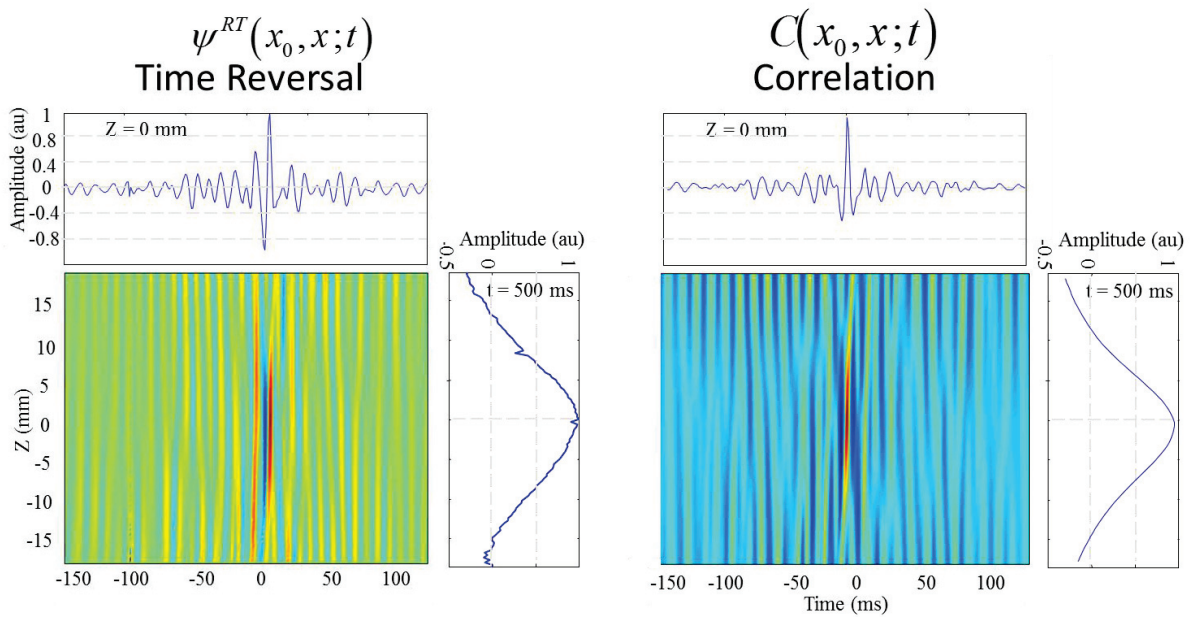 ψ^RT(x_0, x; t)
Time Reversal
C(x_0, x; t)
Correlation
Amplitude (au)
1
0.8
0.4
0
-0.4
-0.8
Z = 0 mm
Z = 0 mm
Amplitude (au)
-0.5
0
1
t = 500 ms
Amplitude (au)
-0.5
0
1
t = 500 ms
Z (mm)
15
10
5
0
-5
-10
-15
-150 -100 -50 0 50 100
-150 -100 -50 0 50 100
Time (ms)